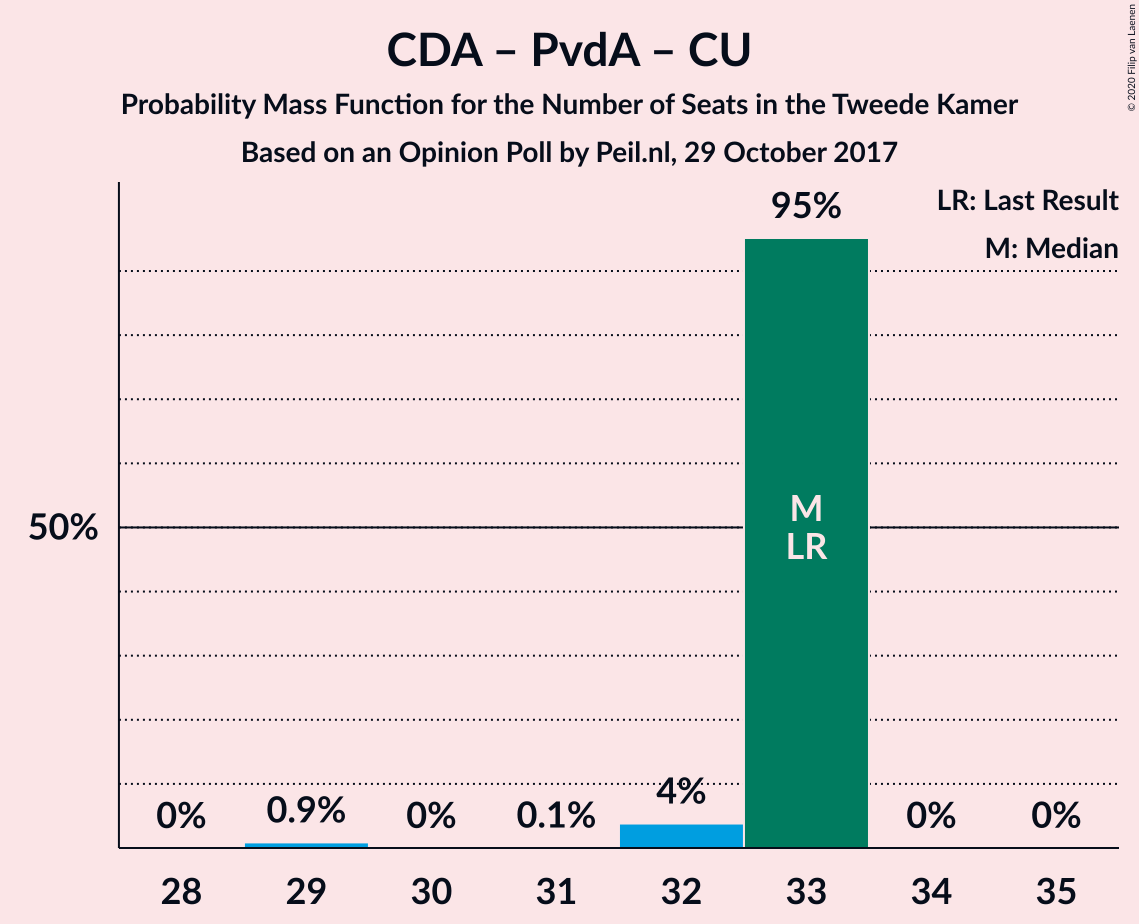 CDA – PvdA – CU
Probability Mass Function for the Number of Seats in the Tweede Kamer
Based on an Opinion Poll by Peil.nl, 29 October 2017
© 2020 Filip van Laenen
LR: Last Result
M: Median
95%
50%
M
LR
0%
0.9%
0%
0.1%
4%
0%
0%
28
29
30
31
32
33
34
35